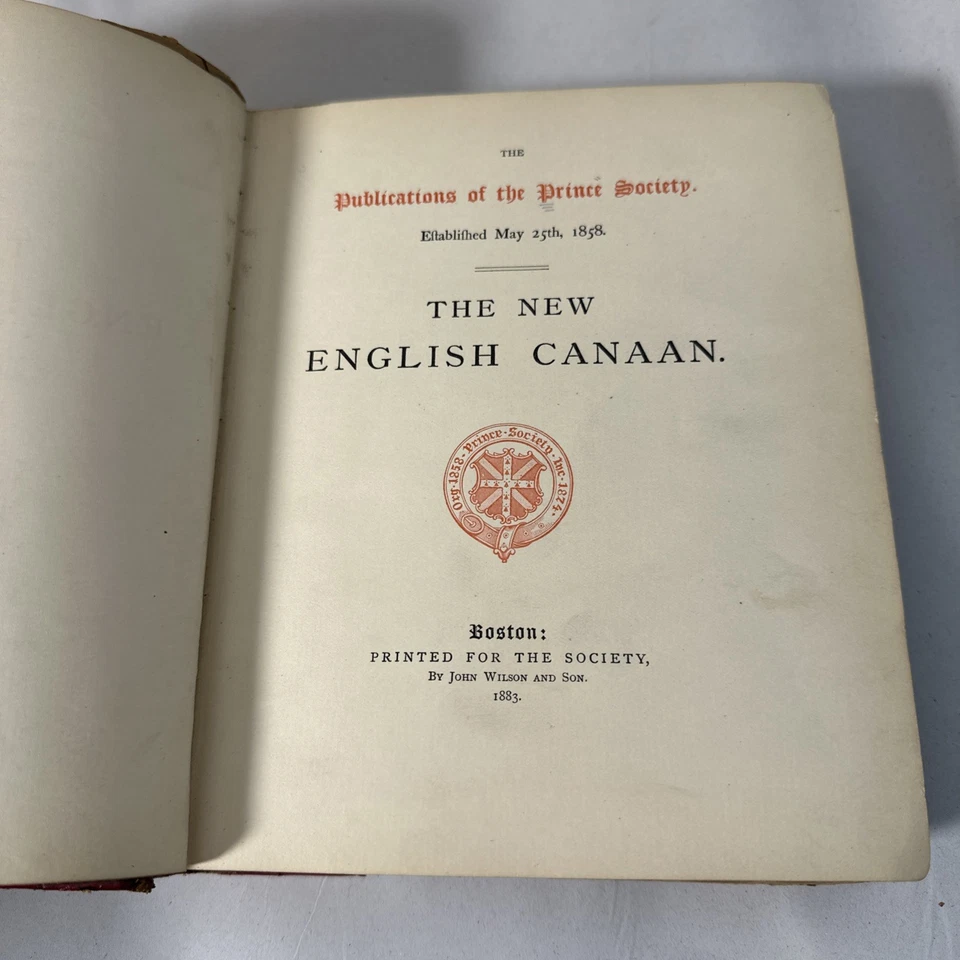 THE
Publications of the Prince Society.
Eſtabliſhed May 25th, 1858.
THE NEW
ENGLISH CANAAN.
Org·1858·Prince·Society·Inc·1874·
Boston:
PRINTED FOR THE SOCIETY,
BY JOHN WILSON AND SON.
1883.